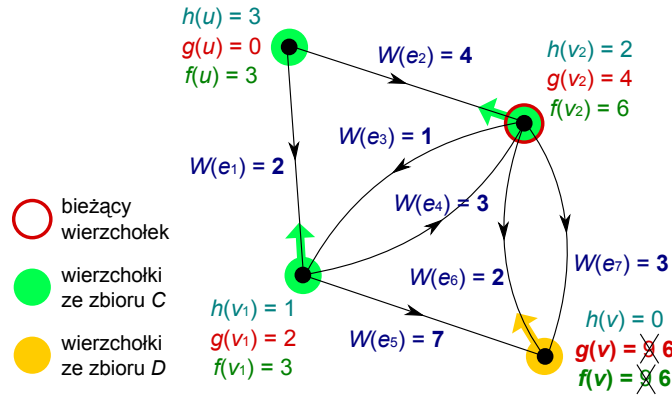 h(u) = 3
g(u) = 0
f(u) = 3
W(e₂) = 4
h(v₂) = 2
g(v₂) = 4
f(v₂) = 6
W(e₃) = 1
W(e₁) = 2
W(e₄) = 3
bieżący
wierzchołek
W(e₆) = 2
W(e₇) = 3
wierzchołki
ze zbioru C
h(v₁) = 1
g(v₁) = 2
f(v₁) = 3
W(e₅) = 7
h(v) = 0
g(v) = 9 6
f(v) = 9 6
wierzchołki
ze zbioru D